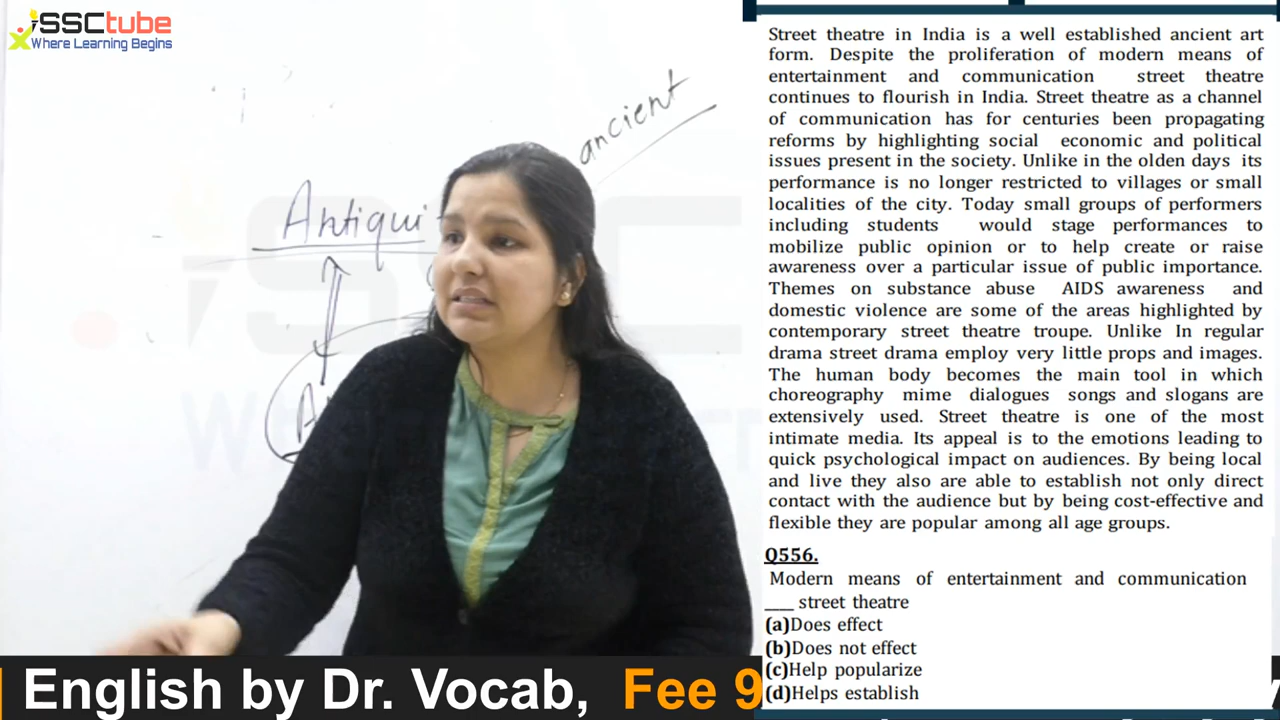 iSSCtube
Where Learning Begins
ancient
Street theatre in India is a well established ancient art
form. Despite the proliferation of modern means of
entertainment and communication street theatre
continues to flourish in India. Street theatre as a channel
of communication has for centuries been propagating
reforms by highlighting social economic and political
issues present in the society. Unlike in the olden days its
performance is no longer restricted to villages or small
localities of the city. Today small groups of performers
including students would stage performances to
mobilize public opinion or to help create or raise
awareness over a particular issue of public importance.
Themes on substance abuse AIDS awareness and
domestic violence are some of the areas highlighted by
contemporary street theatre troupe. Unlike In regular
drama street drama employ very little props and images.
The human body becomes the main tool in which
choreography mime dialogues songs and slogans are
extensively used. Street theatre is one of the most
intimate media. Its appeal is to the emotions leading to
quick psychological impact on audiences. By being local
and live they also are able to establish not only direct
contact with the audience but by being cost-effective and
flexible they are popular among all age groups.
Q556.
Modern means of entertainment and communication
____ street theatre
(a)Does effect
(b)Does not effect
(c)Help popularize
(d)Helps establish
English by Dr. Vocab, Fee 9